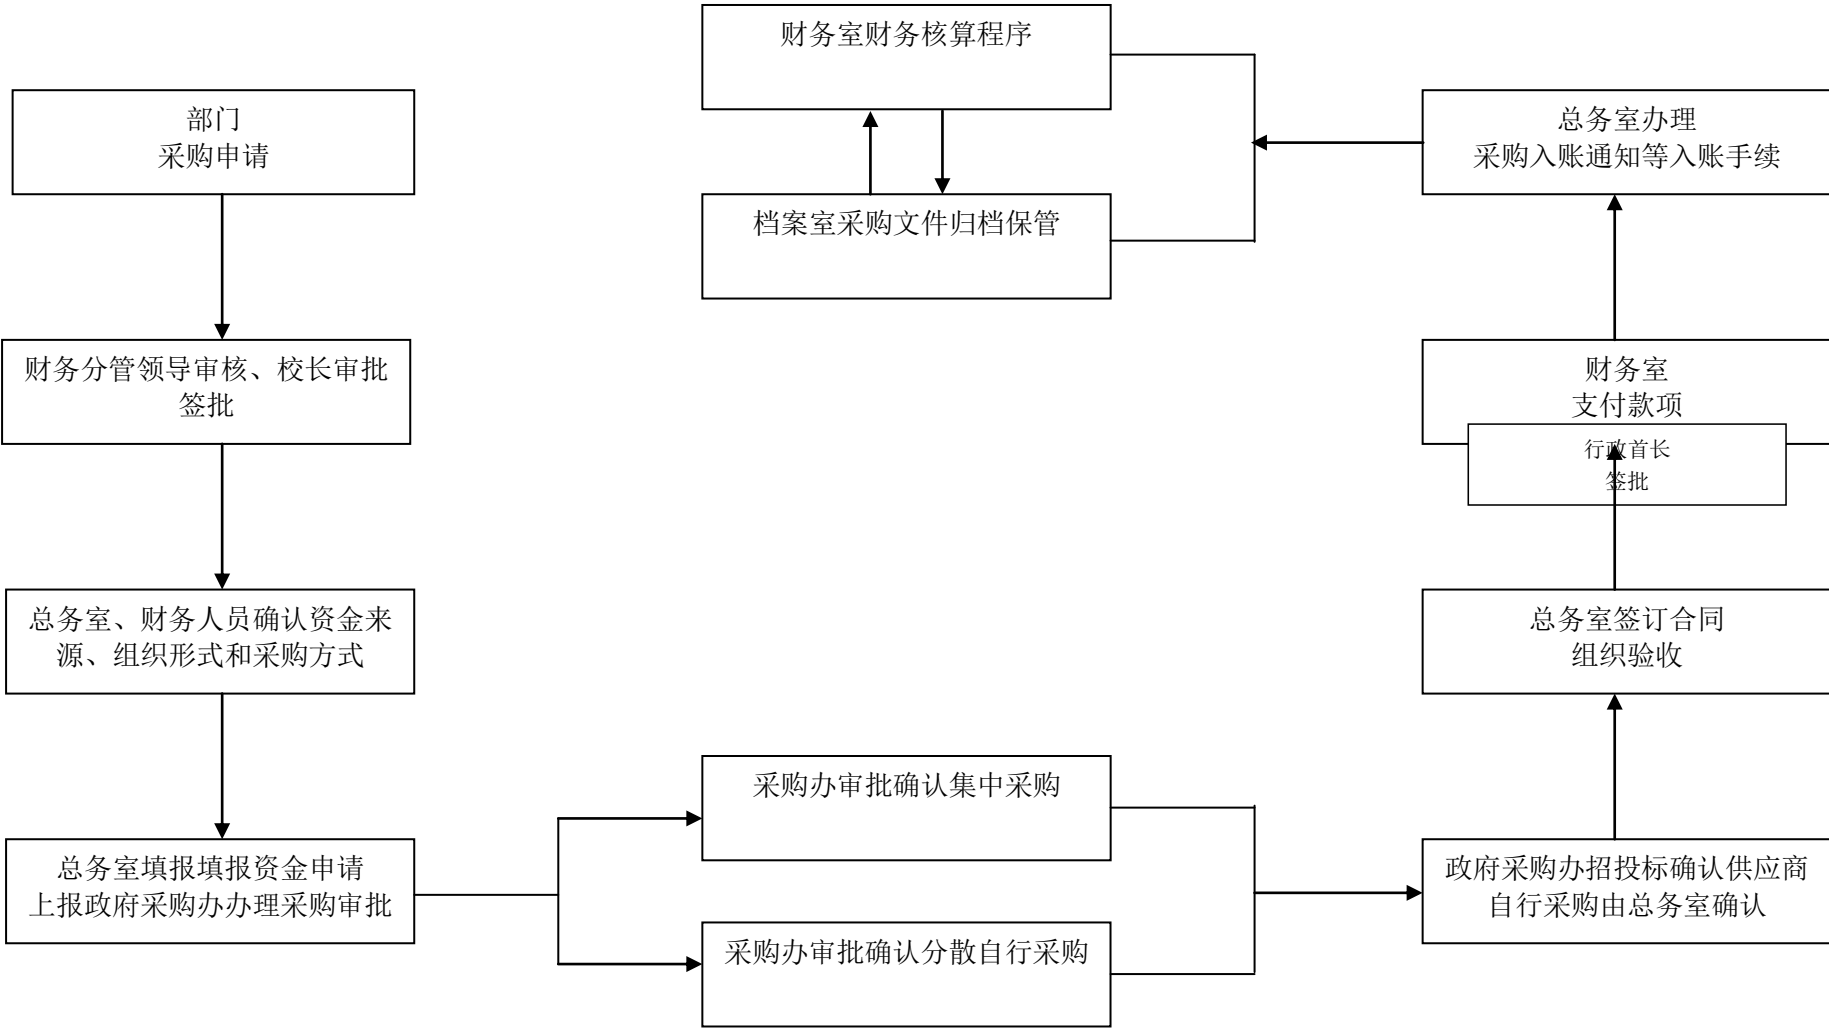 财务室财务核算程序
部门
采购申请
总务室办理
采购入账通知等入账手续
档案室采购文件归档保管
财务分管领导审核、校长审批
签批
财务室
支付款项
行政首长
签批
总务室、财务人员确认资金来
源、组织形式和采购方式
总务室签订合同
组织验收
采购办审批确认集中采购
总务室填报填报资金申请
上报政府采购办办理采购审批
政府采购办招投标确认供应商
自行采购由总务室确认
采购办审批确认分散自行采购